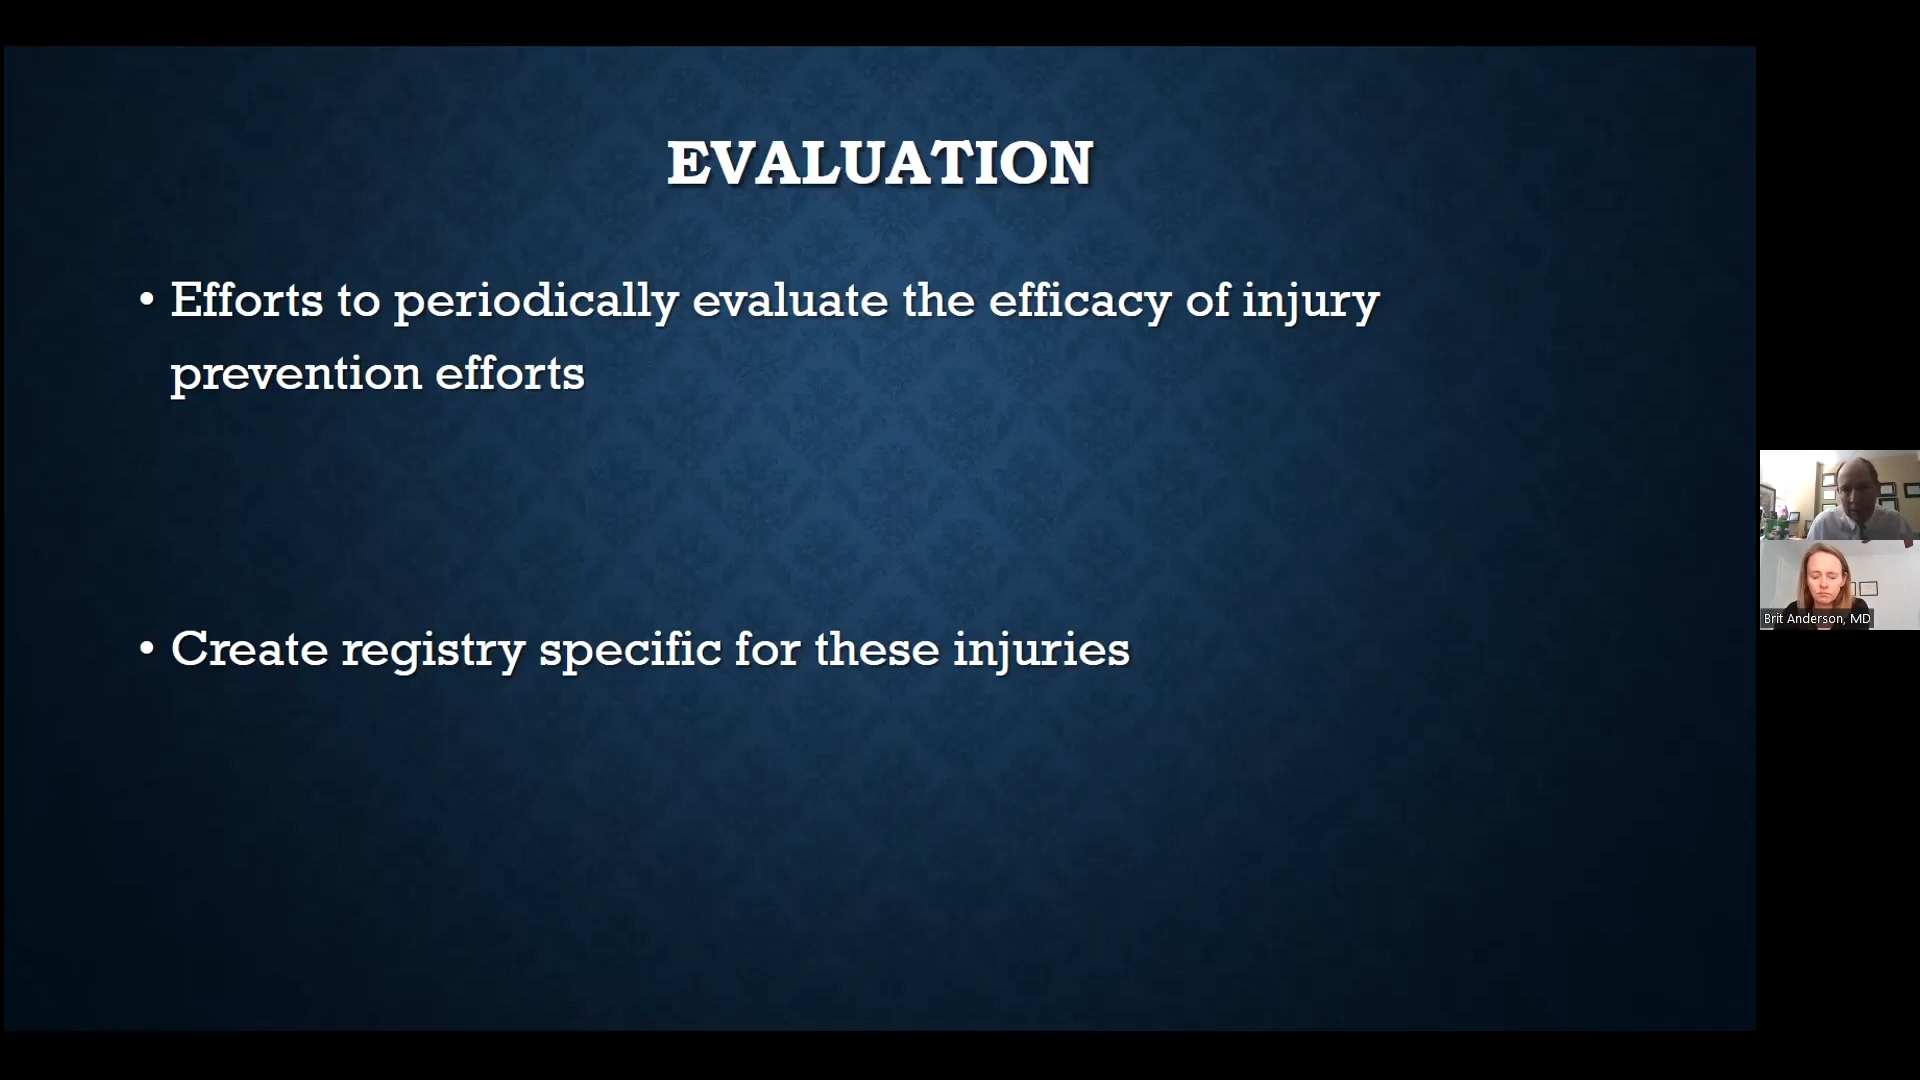 EVALUATION
• Efforts to periodically evaluate the efficacy of injury
prevention efforts
• Create registry specific for these injuries
Brit Anderson, MD